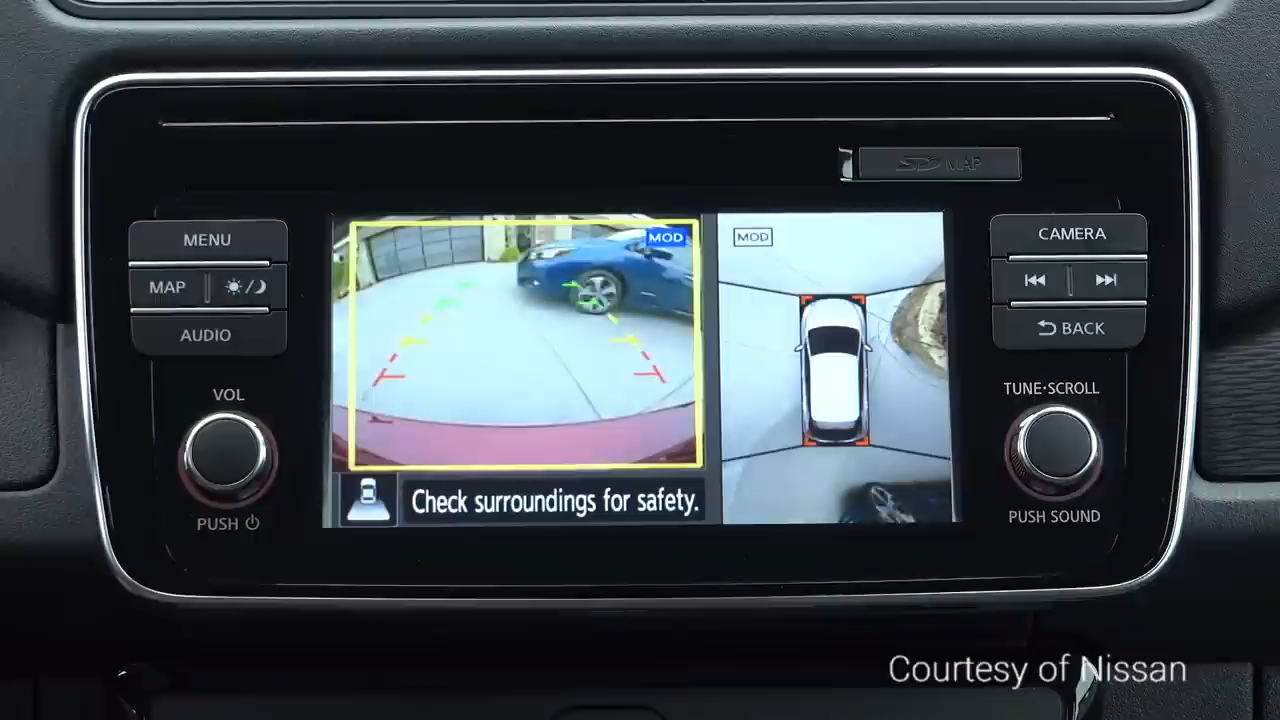 SD MAP
MENU
MAP
AUDIO
VOL
PUSH
MOD
MOD
Check surroundings for safety.
CAMERA
BACK
TUNE·SCROLL
PUSH SOUND
Courtesy of Nissan